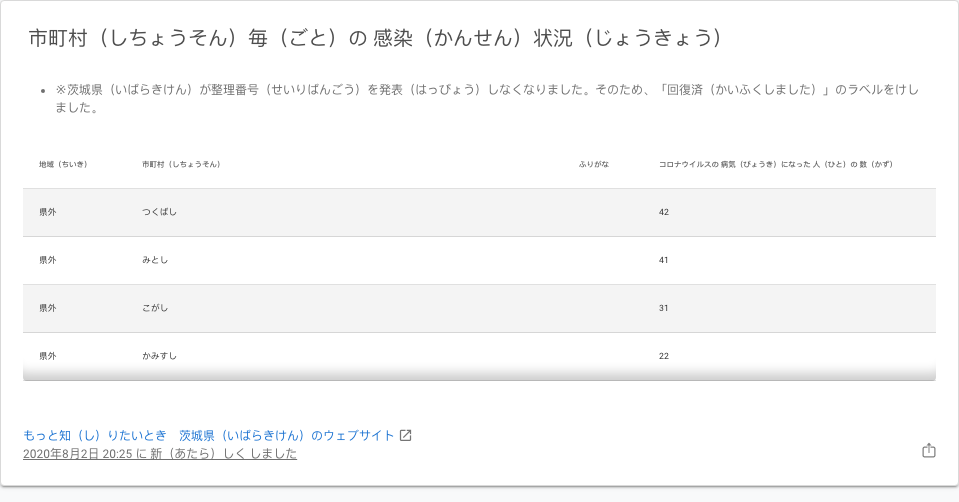 市町村（しちょうそん）毎（ごと）の 感染（かんせん）状況（じょうきょう）
※茨城県（いばらきけん）が整理番号（せいりばんごう）を発表（はっぴょう）しなくなりました。そのため、「回復済（かいふくしました）」のラベルをけし
ました。
地域（ちいき） 市町村（しちょうそん） ふりがな コロナウイルスの 病気（びょうき）になった 人（ひと）の 数（かず）
県外 つくばし 42
県外 みとし 41
県外 こがし 31
県外 かみすし 22
もっと知（し）りたいとき　茨城県（いばらきけん）のウェブサイト
2020年8月2日 20:25 に 新（あたら）しく しました